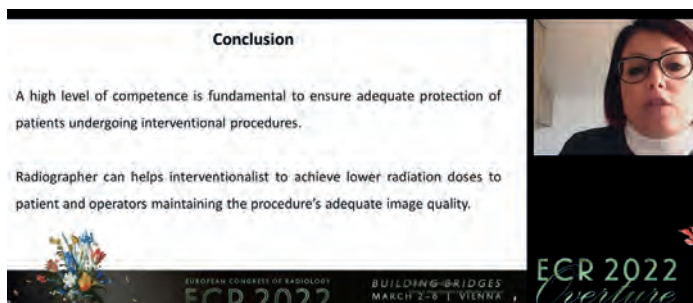 Conclusion
A high level of competence is fundamental to ensure adequate protection of
patients undergoing interventional procedures.
Radiographer can helps interventionalist to achieve lower radiation doses to
patient and operators maintaining the procedure's adequate image quality.
EUROPEAN CONGRESS OF RADIOLOGY
ECR 2022
BUILDING BRIDGES
MARCH 2–6 | VIENNA
ECR 2022
Overture